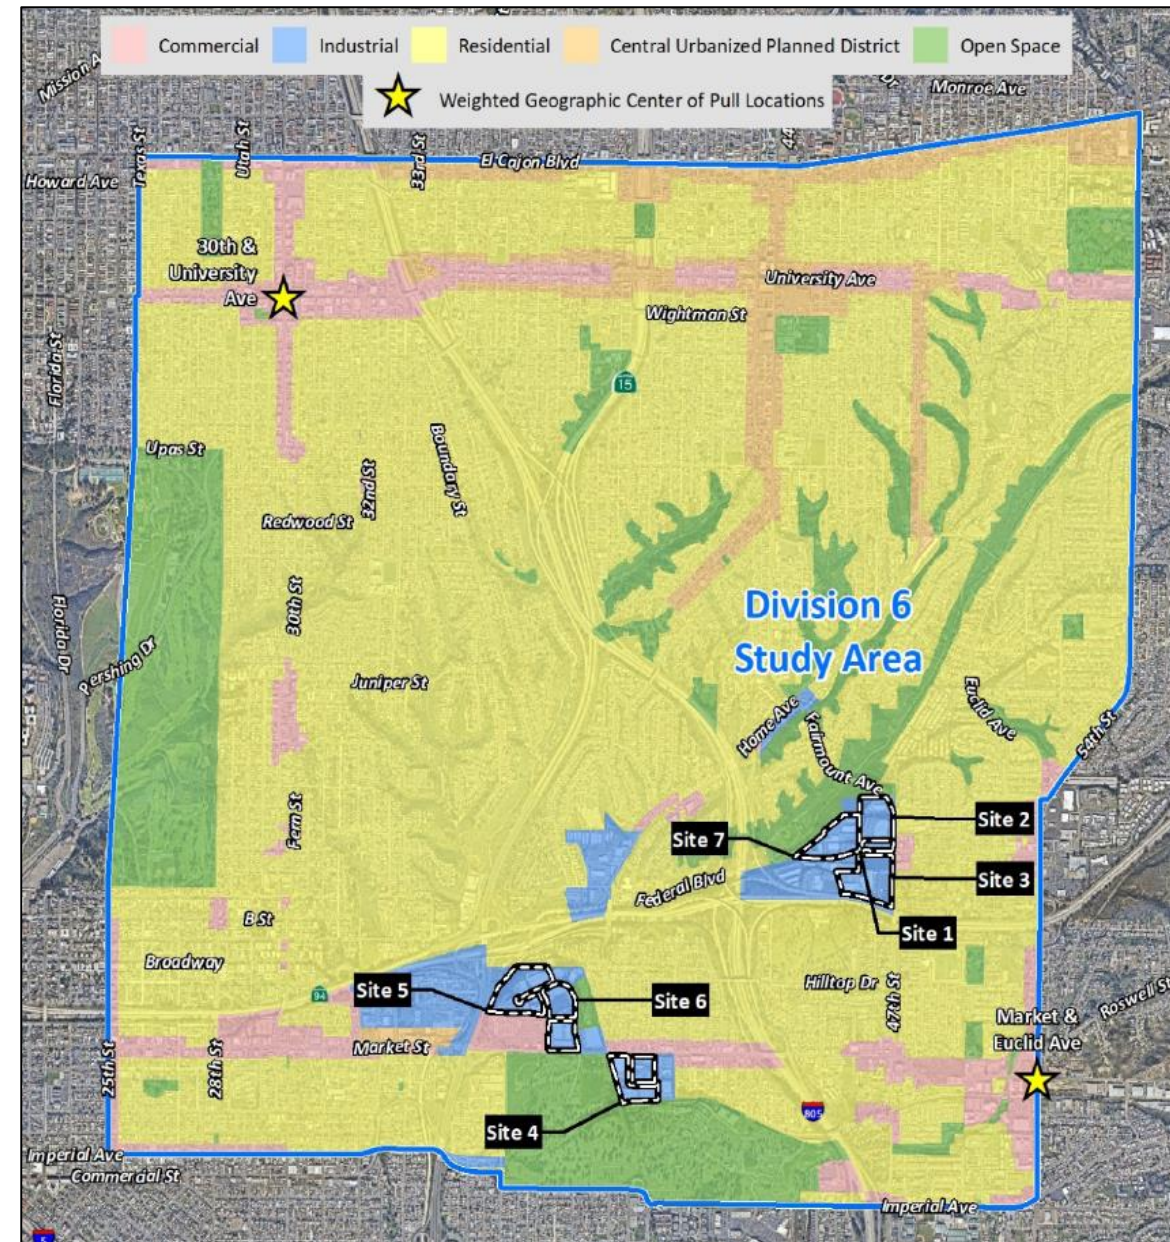 Commercial
Industrial
Residential
Central Urbanized Planned District
Open Space
Weighted Geographic Center of Pull Locations
Mission A
Dr
Monroe Ave
Texas St
Utah St
33rd St
El Cajon Blvd
44
Howard Ave
30th &
University
Ave
University Ave
Wightman St
15
Florida St
Upas St
Boundary St
32nd St
Redwood St
30th St
Division 6
Study Area
Florida Dr
Pershing Dr
Juniper St
Home Ave
Fairmount Ave
Euclid Ave
54th St
Fern St
Site 7
Site 2
Federal Blvd
Site 3
B St
Site 1
Broadway
Site 5
94
Site 6
Hilltop Dr
47th St
Roswell St
Market &
Euclid Ave
25th St
28th St
Market St
805
Site 4
Imperial Ave
Commercial St
Imperial Ave
5